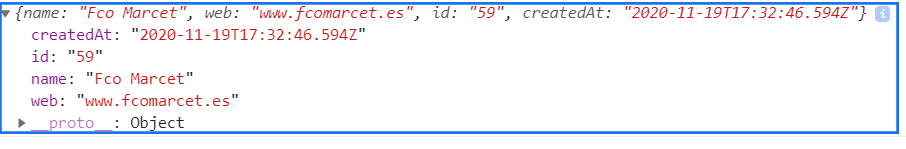 ▼{name: "Fco Marcet", web: "www.fcomarcet.es", id: "59", createdAt: "2020-11-19T17:32:46.594Z"} i
createdAt: "2020-11-19T17:32:46.594Z"
id: "59"
name: "Fco Marcet"
web: "www.fcomarcet.es"
▶__proto__: Object